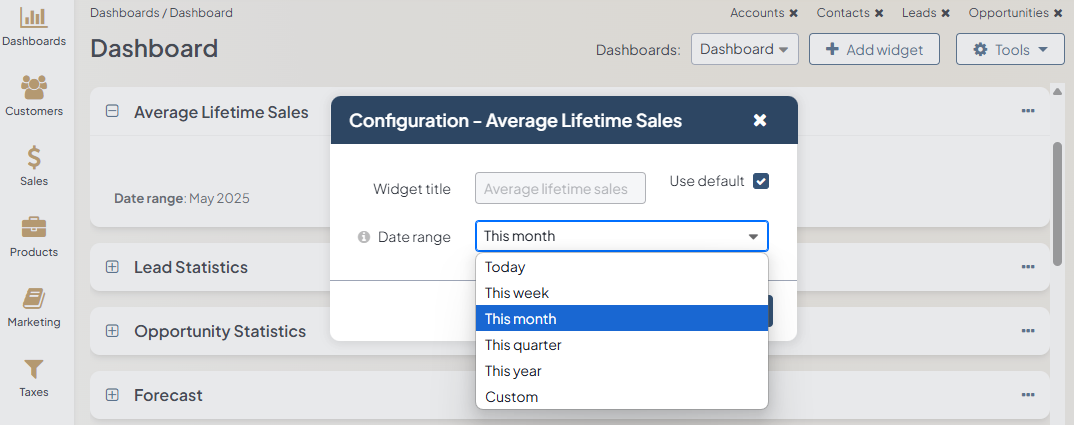 Dashboards
Customers
Sales
Products
Marketing
Taxes
Dashboards / Dashboard
Accounts
Contacts
Leads
Opportunities
Dashboard
Dashboards:
Dashboard
Add widget
Tools
Average Lifetime Sales
Date range: May 2025
Lead Statistics
Opportunity Statistics
Forecast
Configuration - Average Lifetime Sales
Widget title
Average lifetime sales
Use default
Date range
This month
Today
This week
This month
This quarter
This year
Custom